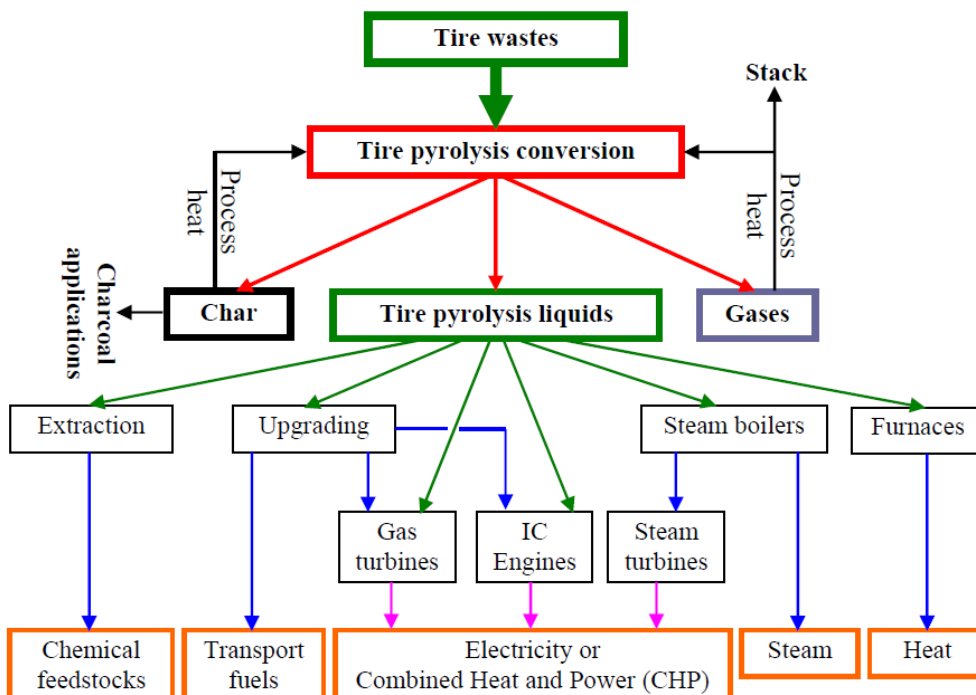 Tire wastes
Stack
Tire pyrolysis conversion
Process
heat
Process
heat
Charcoal
applications
Char
Tire pyrolysis liquids
Gases
Extraction
Upgrading
Steam boilers
Furnaces
Gas
turbines
IC
Engines
Steam
turbines
Chemical
feedstocks
Transport
fuels
Electricity or
Combined Heat and Power (CHP)
Steam
Heat